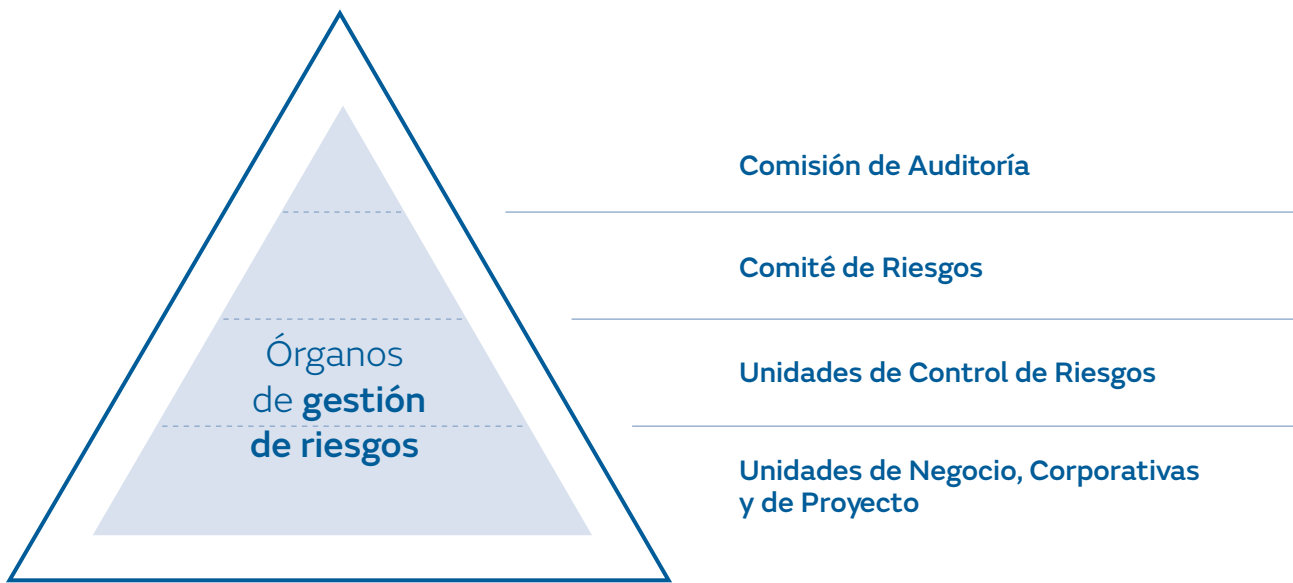 Comisión de Auditoría
Comité de Riesgos
Órganos
de gestión
de riesgos
Unidades de Control de Riesgos
Unidades de Negocio, Corporativas
y de Proyecto